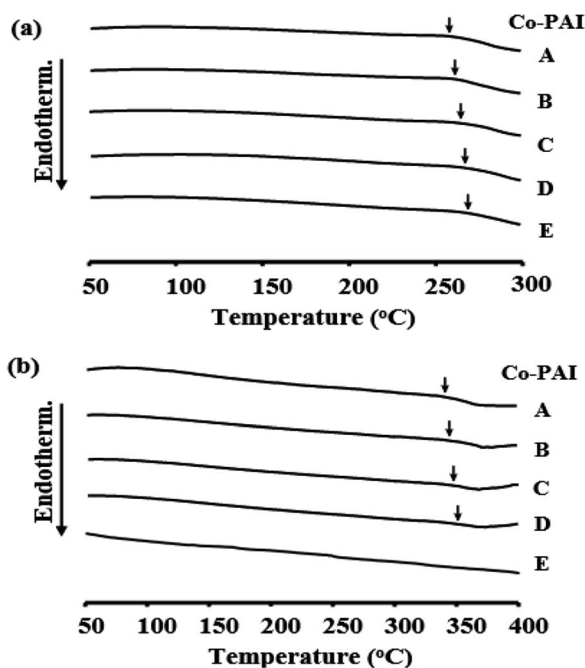 (a)
Co-PAI
A
B
C
D
E
Endotherm.
50 100 150 200 250 300
Temperature (°C)
(b)
Co-PAI
A
B
C
D
E
Endotherm.
50 100 150 200 250 300 350 400
Temperature (°C)